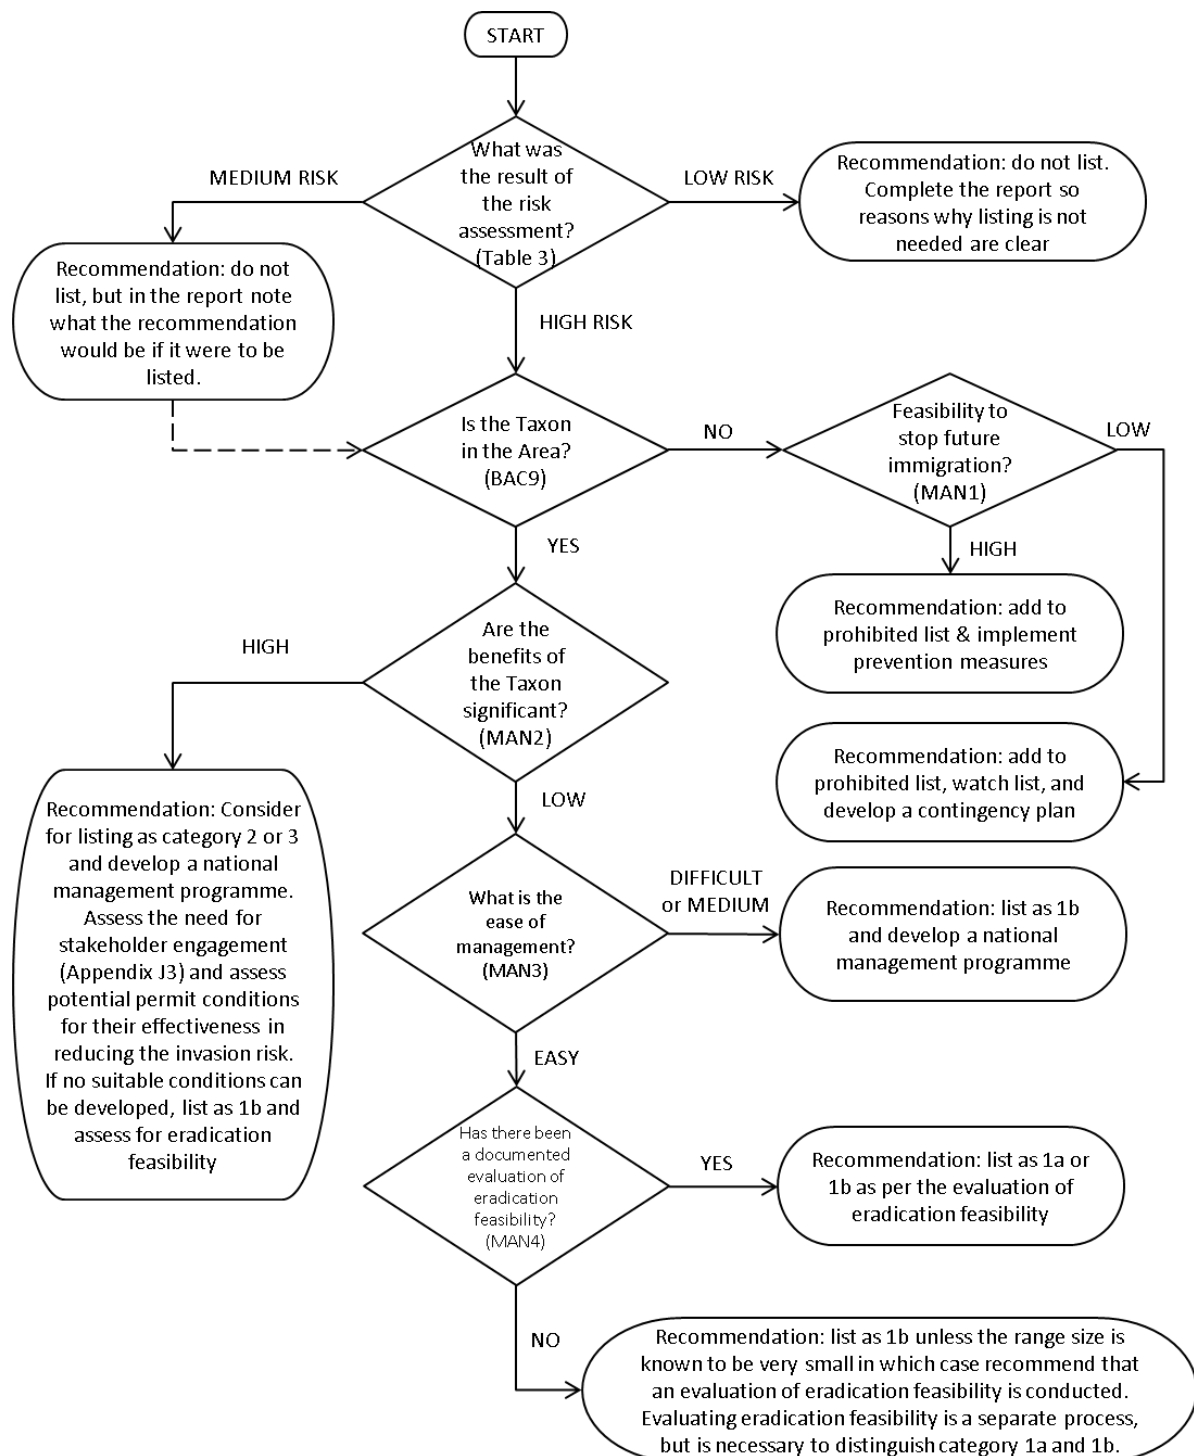 START
What was
the result of
the risk
assessment?
(Table 3)
MEDIUM RISK
LOW RISK
Recommendation: do not list.
Complete the report so
reasons why listing is not
needed are clear
Recommendation: do not
list, but in the report note
what the recommendation
would be if it were to be
listed.
HIGH RISK
Is the Taxon
in the Area?
(BAC9)
NO
Feasibility to
stop future
immigration?
(MAN1)
LOW
HIGH
Recommendation: add to
prohibited list & implement
prevention measures
Recommendation: add to
prohibited list, watch list, and
develop a contingency plan
YES
Are the
benefits of
the Taxon
significant?
(MAN2)
HIGH
Recommendation: Consider
for listing as category 2 or 3
and develop a national
management programme.
Assess the need for
stakeholder engagement
(Appendix J3) and assess
potential permit conditions
for their effectiveness in
reducing the invasion risk.
If no suitable conditions can
be developed, list as 1b and
assess for eradication
feasibility
LOW
What is the
ease of
management?
(MAN3)
DIFFICULT
or MEDIUM
Recommendation: list as 1b
and develop a national
management programme
EASY
Has there been
a documented
evaluation of
eradication
feasibility?
(MAN4)
YES
Recommendation: list as 1a or
1b as per the evaluation of
eradication feasibility
NO
Recommendation: list as 1b unless the range size is
known to be very small in which case recommend that
an evaluation of eradication feasibility is conducted.
Evaluating eradication feasibility is a separate process,
but is necessary to distinguish category 1a and 1b.